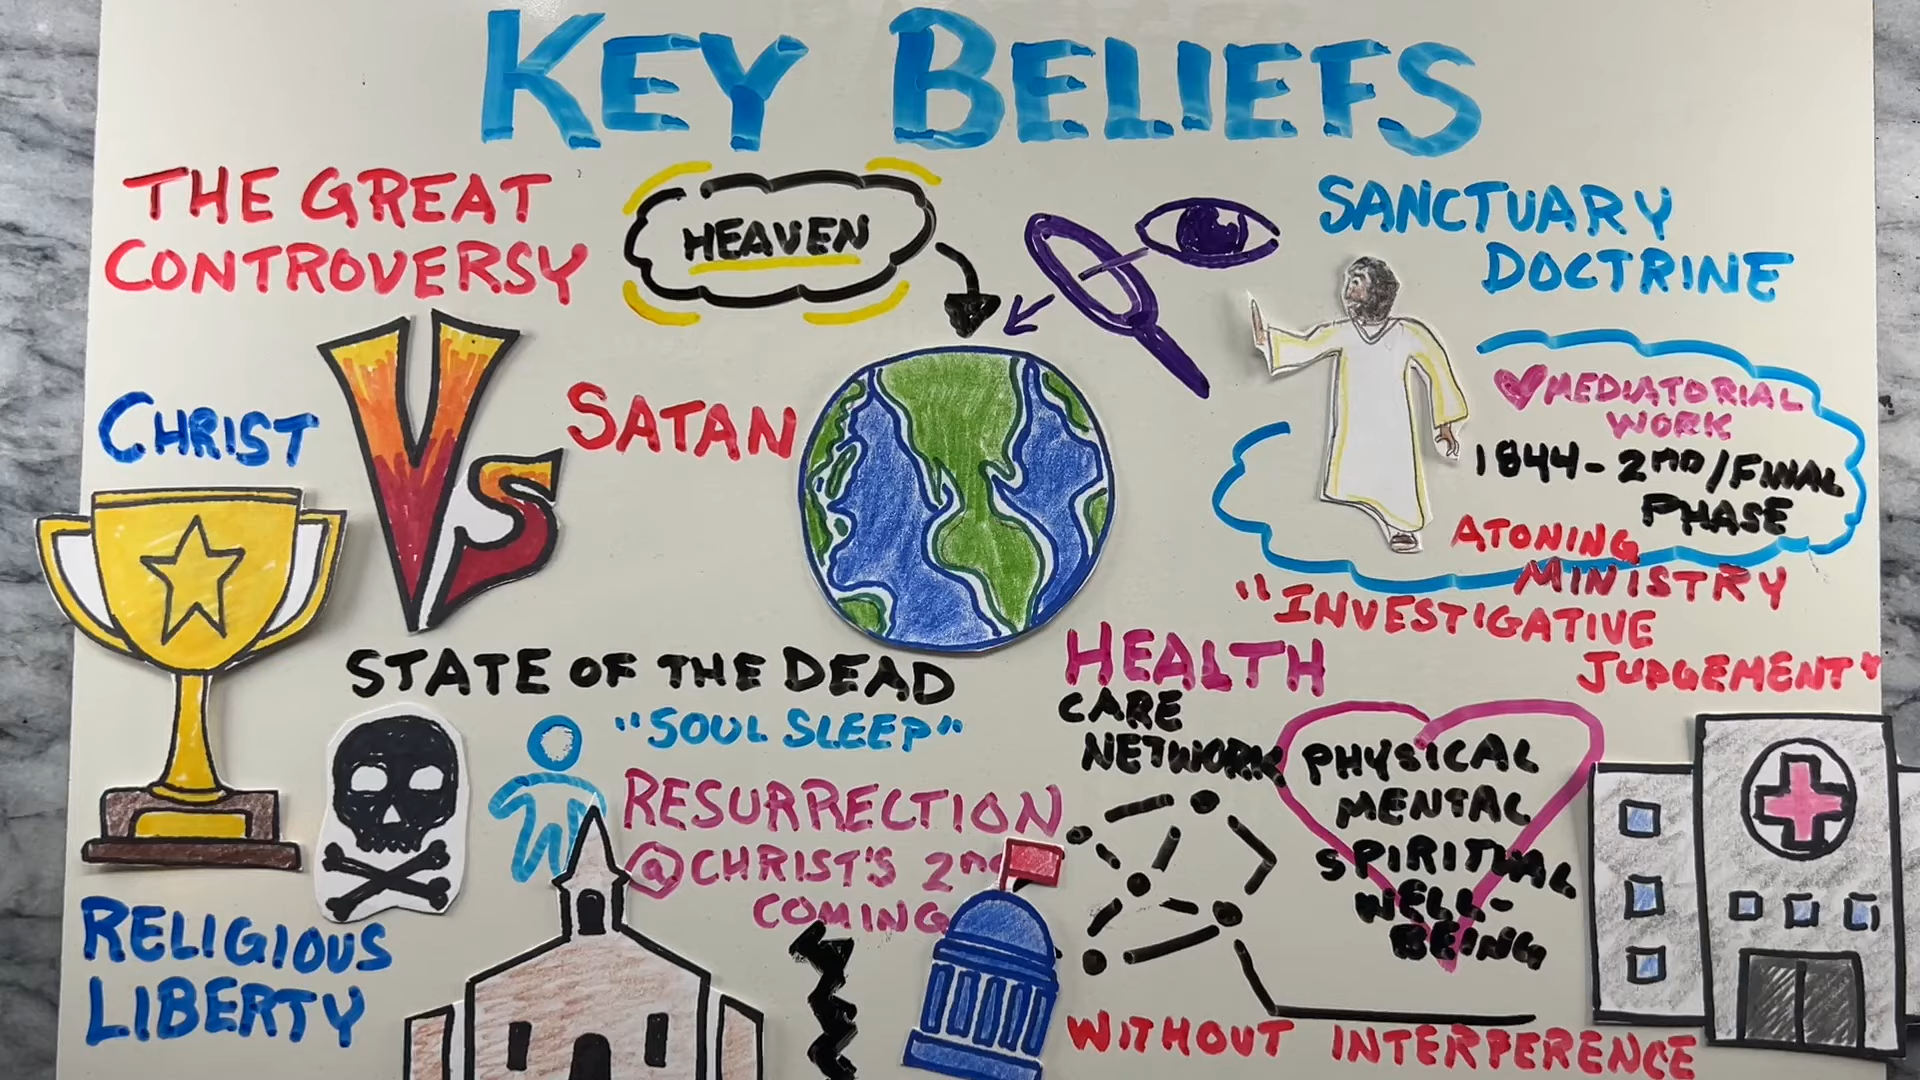 KEY BELIEFS
THE GREAT
CONTROVERSY
CHRIST
VS
SATAN
HEAVEN
SANCTUARY
DOCTRINE
MEDIATORIAL
WORK
1844-2ND/FINAL
PHASE
ATONING
MINISTRY
"INVESTIGATIVE
JUDGEMENT"
STATE OF THE DEAD
"SOUL SLEEP"
RESURRECTION
@CHRIST'S 2ND
COMING
HEALTH
CARE
NETWORK
PHYSICAL
MENTAL
SPIRITUAL
WELL-
BEING
RELIGIOUS
LIBERTY
WITHOUT INTERFERENCE